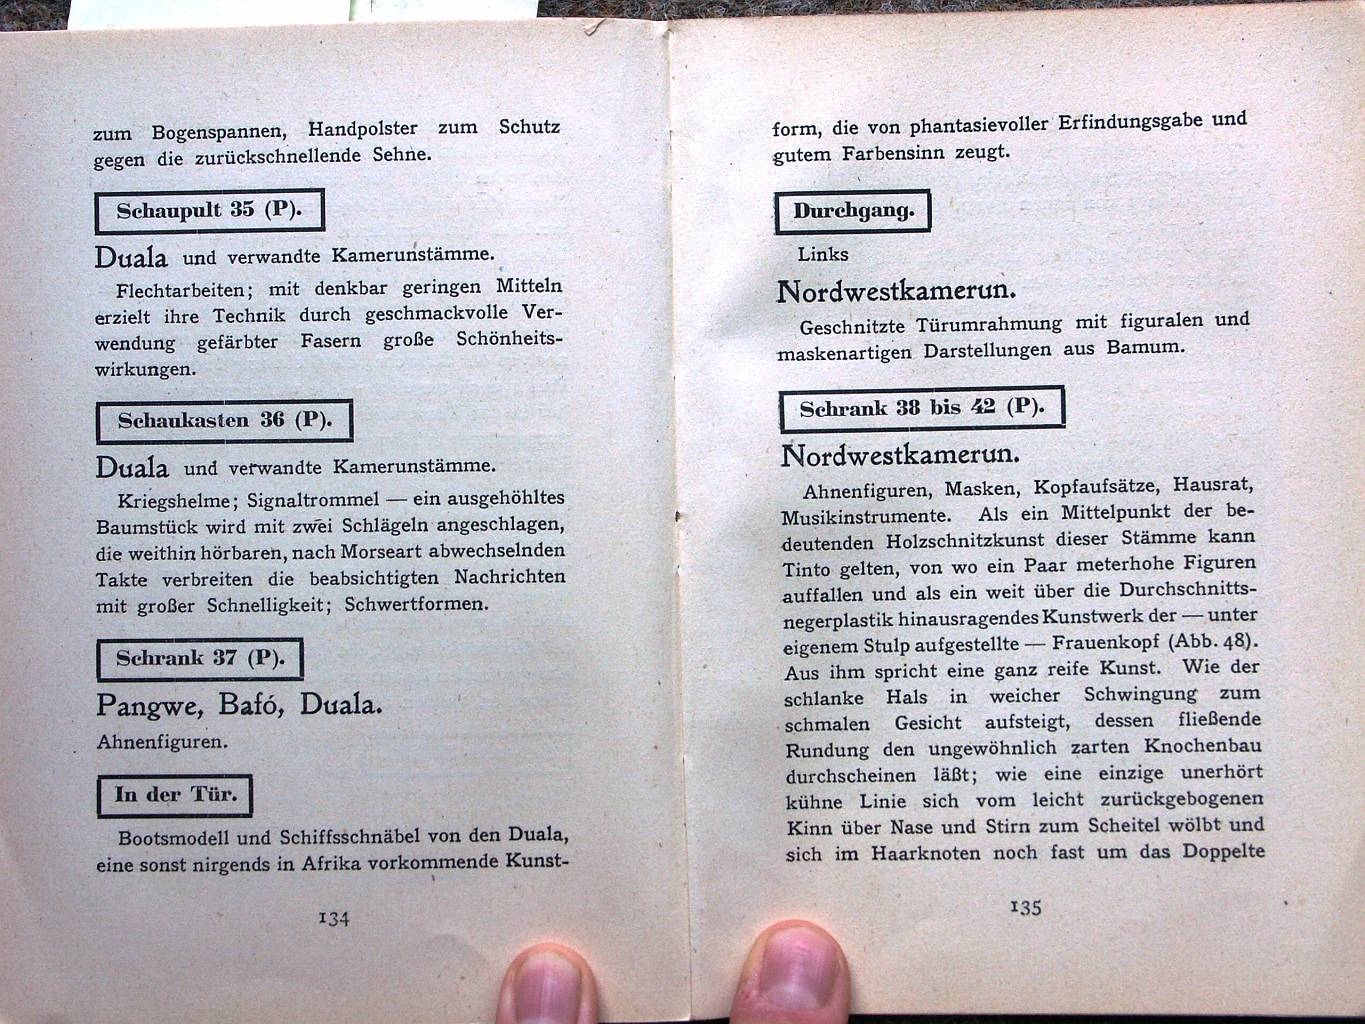 zum Bogenspannen, Handpolster zum Schutz
gegen die zurückschnellende Sehne.
Schaupult 35 (P).
Duala und verwandte Kamerunstämme.
Flechtarbeiten; mit denkbar geringen Mitteln
erzielt ihre Technik durch geschmackvolle Ver-
wendung gefärbter Fasern große Schönheits-
wirkungen.
Schaukasten 36 (P).
Duala und verwandte Kamerunstämme.
Kriegshelme; Signaltrommel — ein ausgehöhltes
Baumstück wird mit zwei Schlägeln angeschlagen,
die weithin hörbaren, nach Morseart abwechselnden
Takte verbreiten die beabsichtigten Nachrichten
mit großer Schnelligkeit; Schwertformen.
Schrank 37 (P).
Pangwe, Bafó, Duala.
Ahnenfiguren.
In der Tür.
Bootsmodell und Schiffsschnäbel von den Duala,
eine sonst nirgends in Afrika vorkommende Kunst-
134
form, die von phantasievoller Erfindungsgabe und
gutem Farbensinn zeugt.
Durchgang.
Links
Nordwestkamerun.
Geschnitzte Türumrahmung mit figuralen und
maskenartigen Darstellungen aus Bamum.
Schrank 38 bis 42 (P).
Nordwestkamerun.
Ahnenfiguren, Masken, Kopfaufsätze, Hausrat,
Musikinstrumente. Als ein Mittelpunkt der be-
deutenden Holzschnitzkunst dieser Stämme kann
Tinto gelten, von wo ein Paar meterhohe Figuren
auffallen und als ein weit über die Durchschnitts-
negerplastik hinausragendes Kunstwerk der — unter
eigenem Stulp aufgestellte — Frauenkopf (Abb. 48).
Aus ihm spricht eine ganz reife Kunst. Wie der
schlanke Hals in weicher Schwingung zum
schmalen Gesicht aufsteigt, dessen fließende
Rundung den ungewöhnlich zarten Knochenbau
durchscheinen läßt; wie eine einzige unerhört
kühne Linie sich vom leicht zurückgebogenen
Kinn über Nase und Stirn zum Scheitel wölbt und
sich im Haarknoten noch fast um das Doppelte
135